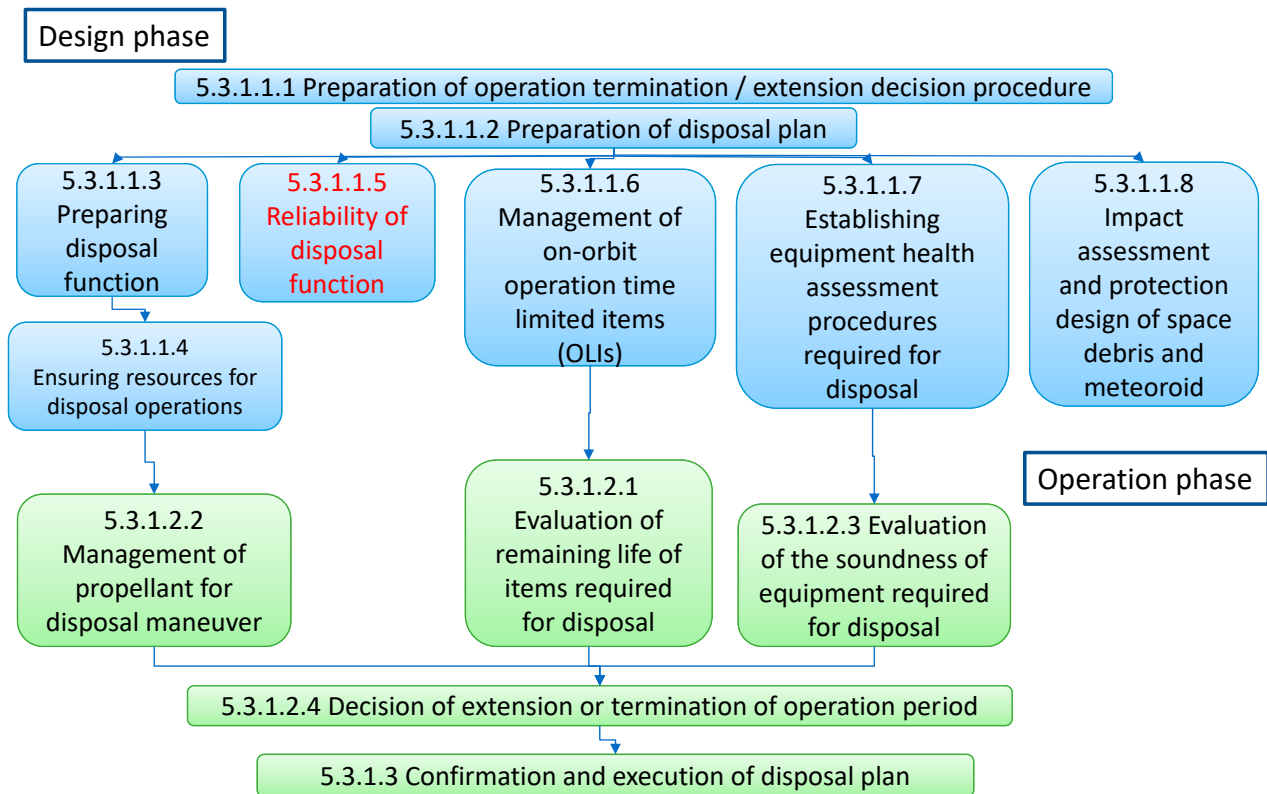 Design phase
5.3.1.1.1 Preparation of operation termination / extension decision procedure
5.3.1.1.2 Preparation of disposal plan
5.3.1.1.3
Preparing
disposal
function
5.3.1.1.5
Reliability of
disposal
function
5.3.1.1.6
Management of
on-orbit
operation time
limited items
(OLIs)
5.3.1.1.7
Establishing
equipment health
assessment
procedures
required for
disposal
5.3.1.1.8
Impact
assessment
and protection
design of space
debris and
meteoroid
5.3.1.1.4
Ensuring resources for
disposal operations
Operation phase
5.3.1.2.2
Management of
propellant for
disposal maneuver
5.3.1.2.1
Evaluation of
remaining life of
items required
for disposal
5.3.1.2.3 Evaluation
of the soundness of
equipment required
for disposal
5.3.1.2.4 Decision of extension or termination of operation period
5.3.1.3 Confirmation and execution of disposal plan